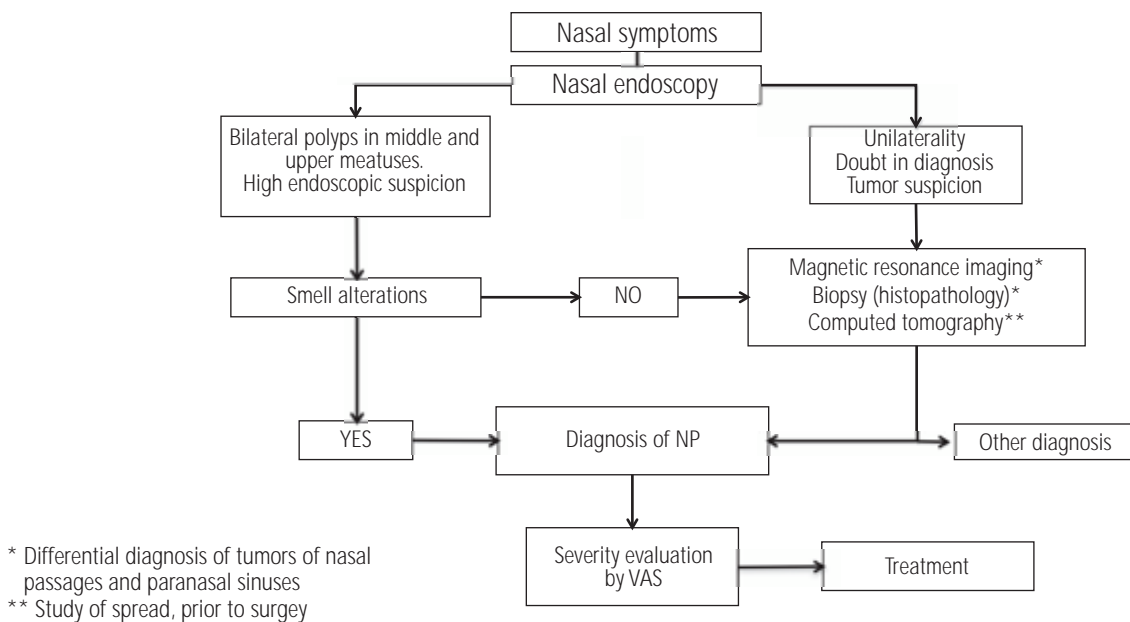 Nasal symptoms
Nasal endoscopy
Bilateral polyps in middle and
upper meatuses.
High endoscopic suspicion
Unilaterality
Doubt in diagnosis
Tumor suspicion
Smell alterations
NO
Magnetic resonance imaging*
Biopsy (histopathology)*
Computed tomography**
YES
Diagnosis of NP
Other diagnosis
Severity evaluation
by VAS
Treatment
* Differential diagnosis of tumors of nasal
passages and paranasal sinuses
** Study of spread, prior to surgey